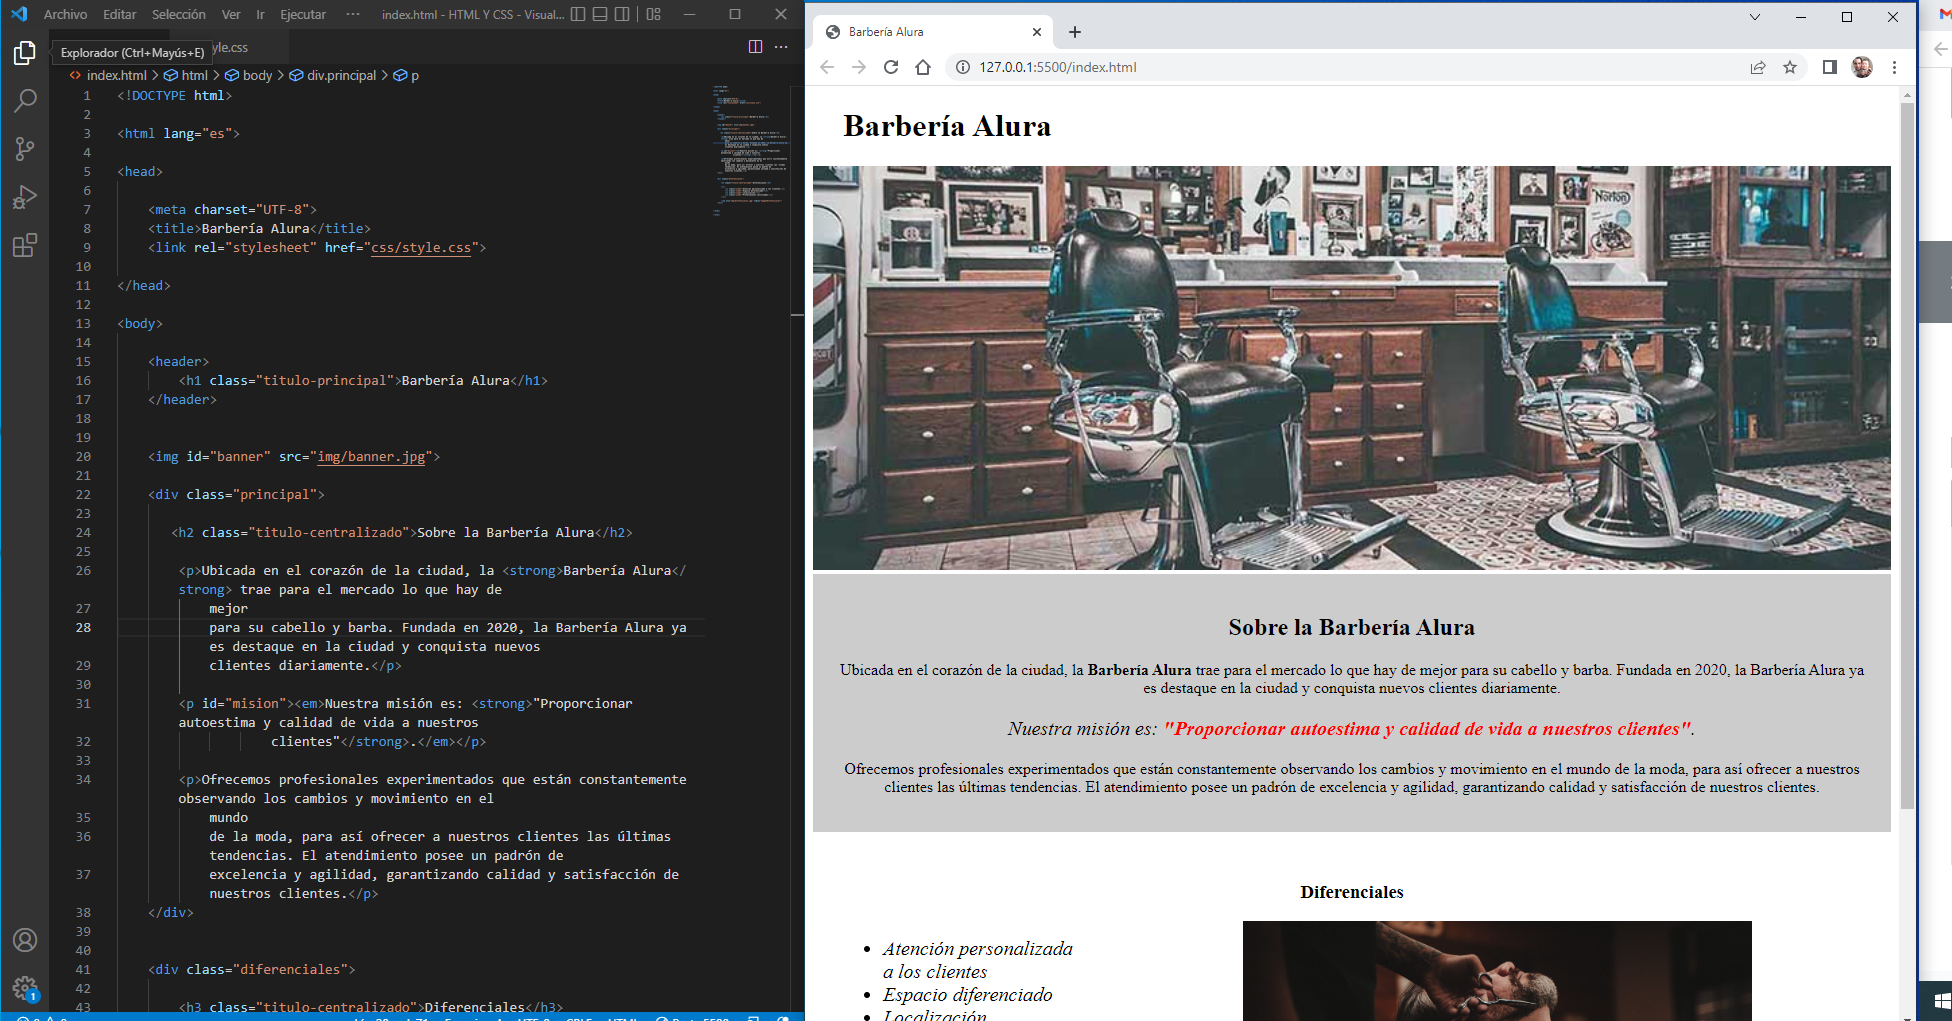 Archivo Editar Selección Ver Ir Ejecutar ··· index.html - HTML Y CSS - Visual...
Explorador (Ctrl+Mayús+E)
yle.css
index.html > html > body > div.principal > p
1 <!DOCTYPE html>
2
3 <html lang="es">
4
5 <head>
6
7 <meta charset="UTF-8">
8 <title>Barbería Alura</title>
9 <link rel="stylesheet" href="css/style.css">
10
11 </head>
12
13 <body>
14
15 <header>
16 <h1 class="titulo-principal">Barbería Alura</h1>
17 </header>
18
19
20 <img id="banner" src="img/banner.jpg">
21
22 <div class="principal">
23
24 <h2 class="titulo-centralizado">Sobre la Barbería Alura</h2>
25
26 <p>Ubicada en el corazón de la ciudad, la <strong>Barbería Alura</
strong> trae para el mercado lo que hay de
27 mejor
28 para su cabello y barba. Fundada en 2020, la Barbería Alura ya
es destaque en la ciudad y conquista nuevos
29 clientes diariamente.</p>
30
31 <p id="mision"><em>Nuestra misión es: <strong>"Proporcionar
autoestima y calidad de vida a nuestros
32 clientes"</strong>.</em></p>
33
34 <p>Ofrecemos profesionales experimentados que están constantemente
observando los cambios y movimiento en el
35 mundo
36 de la moda, para así ofrecer a nuestros clientes las últimas
tendencias. El atendimiento posee un padrón de
37 excelencia y agilidad, garantizando calidad y satisfacción de
nuestros clientes.</p>
38 </div>
39
40
41 <div class="diferenciales">
42
43 <h3 class="titulo-centralizado">Diferenciales</h3>
1
Barbería Alura
127.0.0.1:5500/index.html
Barbería Alura
Norton
Sobre la Barbería Alura
Ubicada en el corazón de la ciudad, la Barbería Alura trae para el mercado lo que hay de mejor para su cabello y barba. Fundada en 2020, la Barbería Alura ya
es destaque en la ciudad y conquista nuevos clientes diariamente.
Nuestra misión es: "Proporcionar autoestima y calidad de vida a nuestros clientes".
Ofrecemos profesionales experimentados que están constantemente observando los cambios y movimiento en el mundo de la moda, para así ofrecer a nuestros
clientes las últimas tendencias. El atendimiento posee un padrón de excelencia y agilidad, garantizando calidad y satisfacción de nuestros clientes.
Diferenciales
• Atención personalizada
a los clientes
• Espacio diferenciado
• Localización